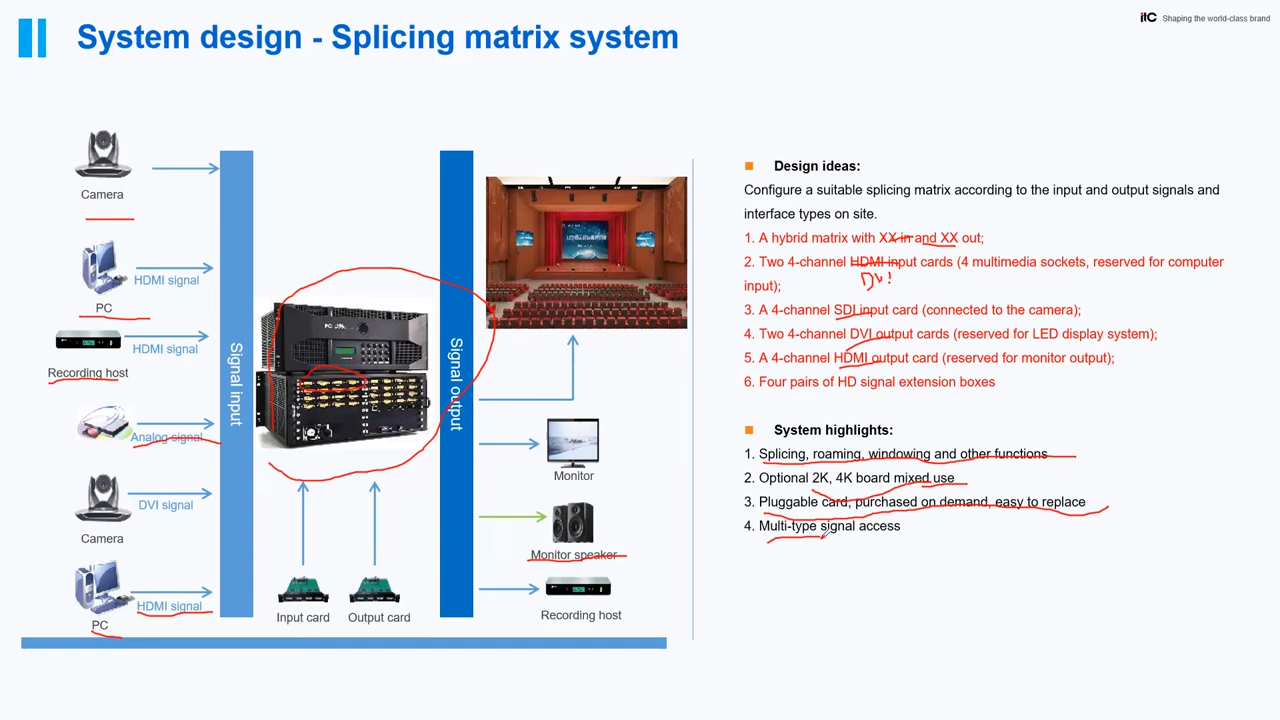 itc Shaping the world-class brand
System design - Splicing matrix system
Camera
HDMI signal
PC
HDMI signal
Recording host
Analog signal
DVI signal
Camera
HDMI signal
PC
Signal input
Input card
Output card
Signal output
Monitor
Monitor speaker
Recording host
Design ideas:
Configure a suitable splicing matrix according to the input and output signals and
interface types on site.
1. A hybrid matrix with XX in and XX out;
2. Two 4-channel HDMI input cards (4 multimedia sockets, reserved for computer
input);
3. A 4-channel SDI input card (connected to the camera);
4. Two 4-channel DVI output cards (reserved for LED display system);
5. A 4-channel HDMI output card (reserved for monitor output);
6. Four pairs of HD signal extension boxes
System highlights:
1. Splicing, roaming, windowing and other functions
2. Optional 2K, 4K board mixed use
3. Pluggable card, purchased on demand, easy to replace
4. Multi-type signal access